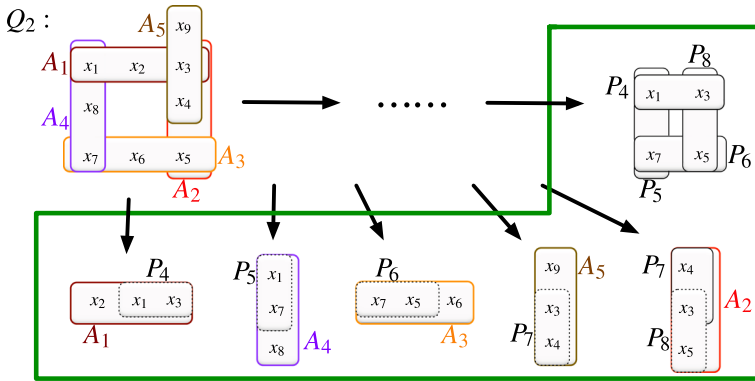 Q₂ :
A₅ x₉ P₈
A₁ x₁ x₂ x₃ P₄ x₁ x₃
x₈ x₄ ......
A₄
x₇ x₆ x₅ A₃ x₇ x₅ P₆
A₂ P₅
P₄ P₅ x₁ P₆ x₉ A₅ P₇ x₄
x₂ x₁ x₃ x₇ x₇ x₅ x₆ x₃ x₃ A₂
A₁ x₈ A₄ A₃ P₇ x₄ P₈ x₅